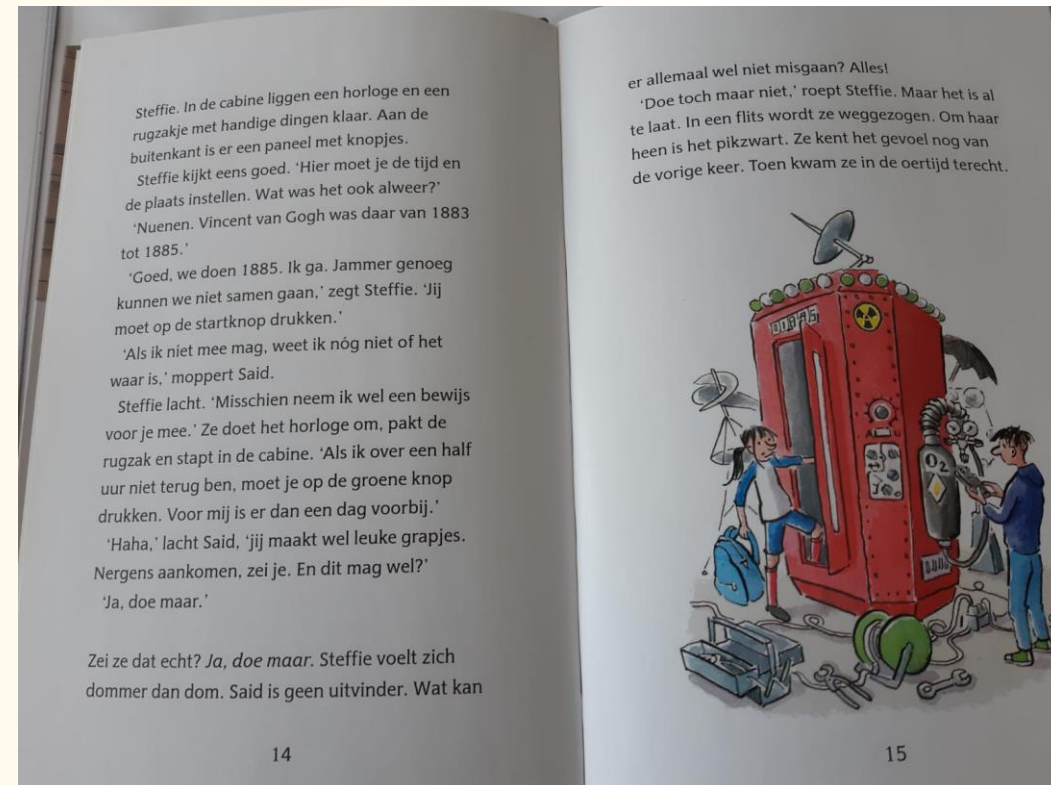 Steffie. In de cabine liggen een horloge en een
rugzakje met handige dingen klaar. Aan de
buitenkant is er een paneel met knopjes.
Steffie kijkt eens goed. ‘Hier moet je de tijd en
de plaats instellen. Wat was het ook alweer?’
‘Nuenen. Vincent van Gogh was daar van 1883
tot 1885.’
‘Goed, we doen 1885. Ik ga. Jammer genoeg
kunnen we niet samen gaan,’ zegt Steffie. ‘Jij
moet op de startknop drukken.’
‘Als ik niet mee mag, weet ik nóg niet of het
waar is,’ moppert Said.
Steffie lacht. ‘Misschien neem ik wel een bewijs
voor je mee.’ Ze doet het horloge om, pakt de
rugzak en stapt in de cabine. ‘Als ik over een half
uur niet terug ben, moet je op de groene knop
drukken. Voor mij is er dan een dag voorbij.’
‘Haha,’ lacht Said, ‘jij maakt wel leuke grapjes.
Nergens aankomen, zei je. En dit mag wel?’
‘Ja, doe maar.’
Zei ze dat echt? Ja, doe maar. Steffie voelt zich
dommer dan dom. Said is geen uitvinder. Wat kan
14
er allemaal wel niet misgaan? Alles!
‘Doe toch maar niet,’ roept Steffie. Maar het is al
te laat. In een flits wordt ze weggezogen. Om haar
heen is het pikzwart. Ze kent het gevoel nog van
de vorige keer. Toen kwam ze in de oertijd terecht.
O2
15